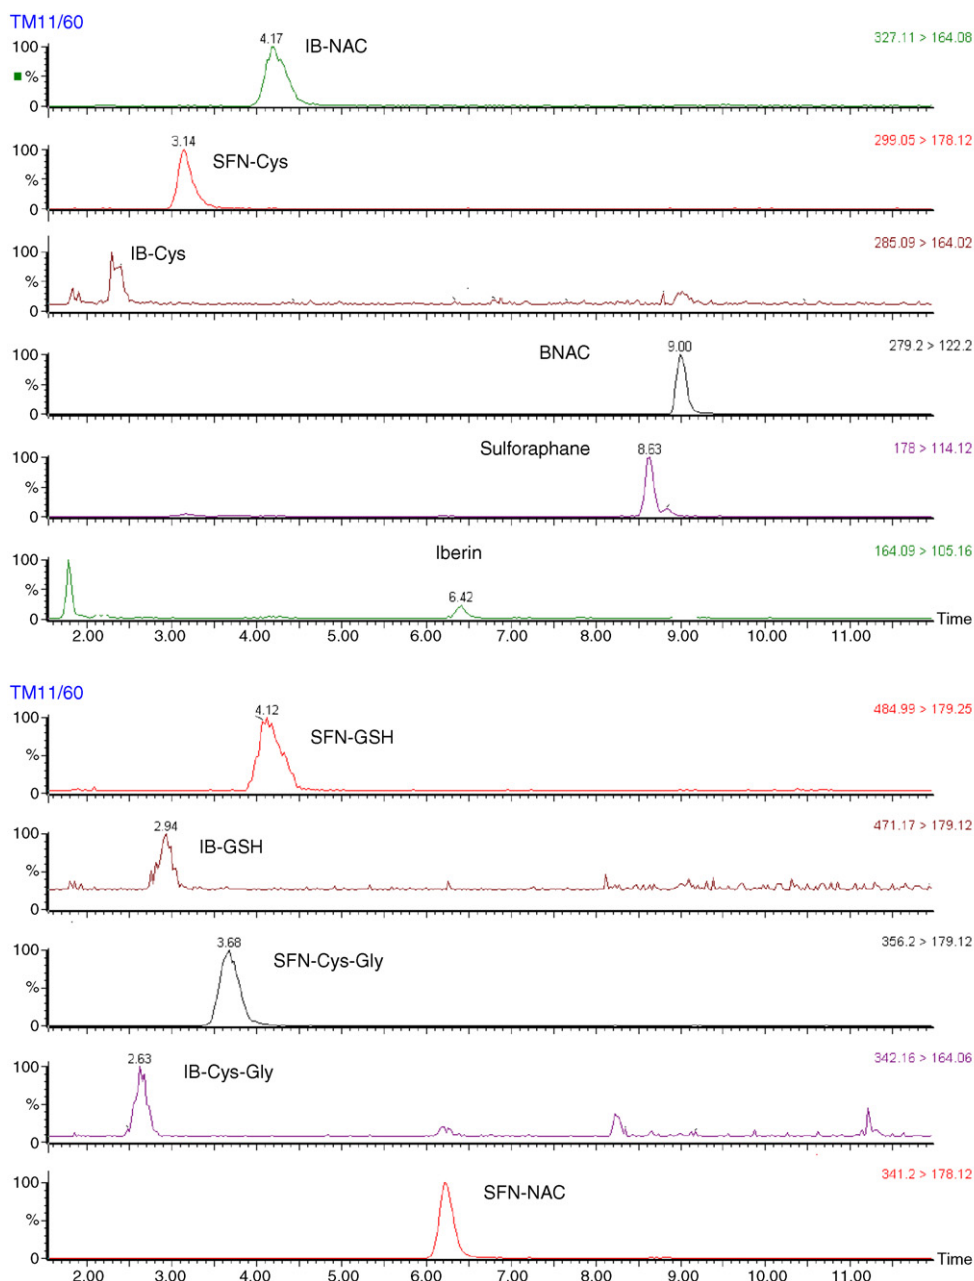 TM11/60
4.17 IB-NAC 327.11 > 164.08
100
%
0
3.14 SFN-Cys 299.05 > 178.12
100
%
0
IB-Cys 285.09 > 164.02
100
%
0
BNAC 9.00 279.2 > 122.2
100
%
0
Sulforaphane 8.63 178 > 114.12
100
%
0
Iberin 164.09 > 105.16
100
%
6.42
0
Time
2.00 3.00 4.00 5.00 6.00 7.00 8.00 9.00 10.00 11.00
TM11/60
4.12 SFN-GSH 484.99 > 179.25
100
%
0
2.94 IB-GSH 471.17 > 179.12
100
%
0
3.68 SFN-Cys-Gly 356.2 > 179.12
100
%
0
2.63 IB-Cys-Gly 342.16 > 164.06
100
%
0
SFN-NAC 341.2 > 178.12
100
%
0
Time
2.00 3.00 4.00 5.00 6.00 7.00 8.00 9.00 10.00 11.00